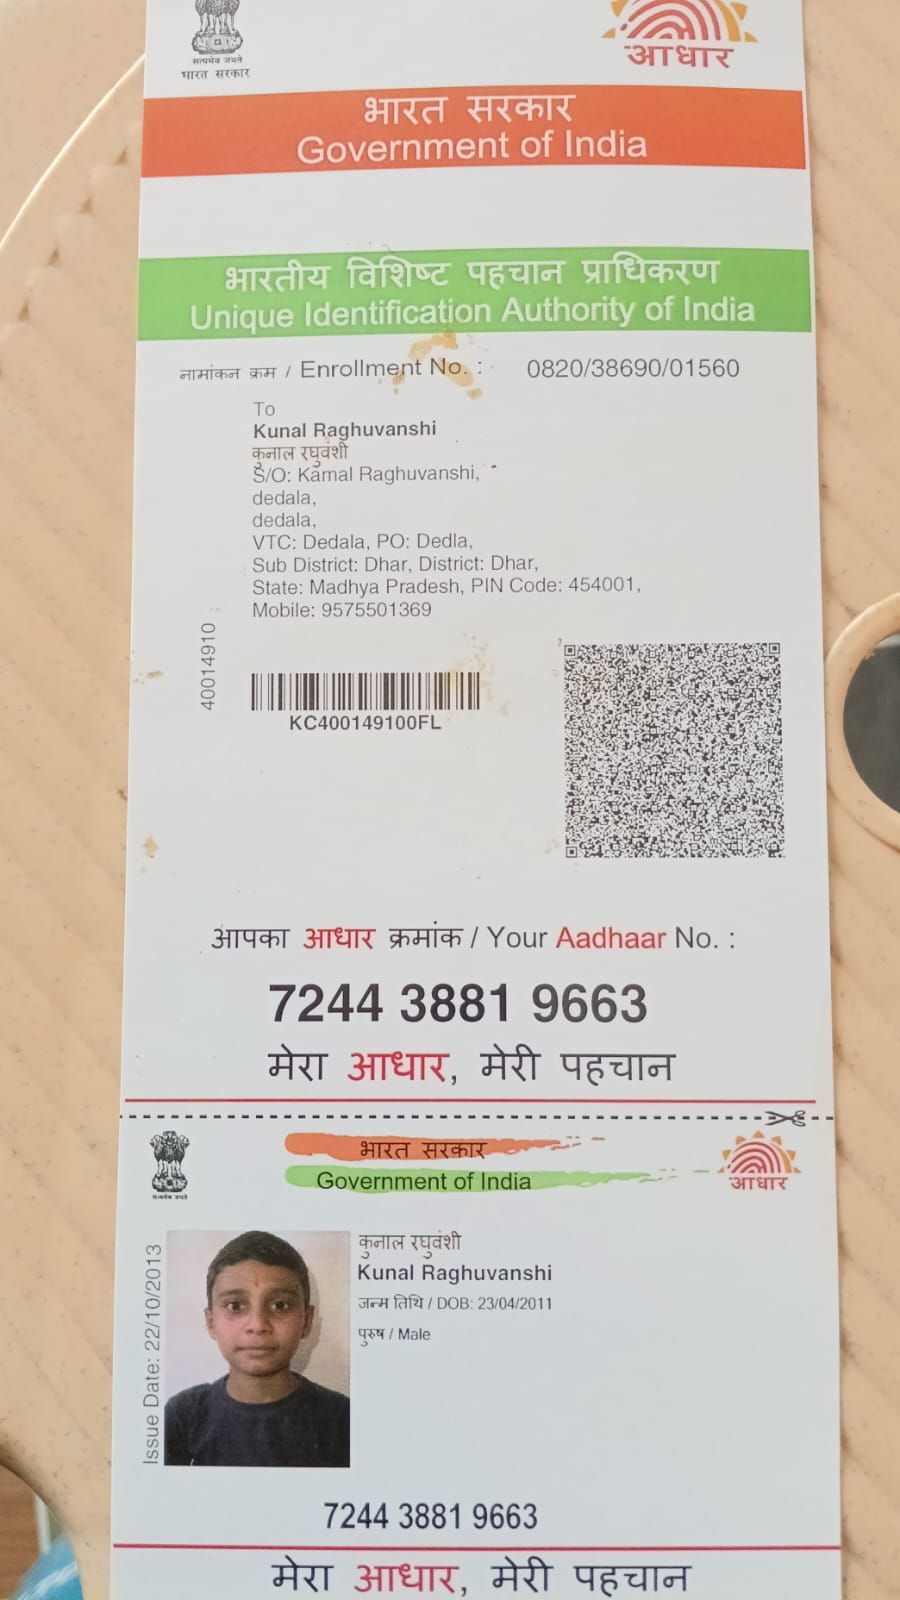 सत्यमेव जयते
भारत सरकार
आधार
भारत सरकार
Government of India
भारतीय विशिष्ट पहचान प्राधिकरण
Unique Identification Authority of India
नामांकन क्रम / Enrollment No. : 0820/38690/01560
To
Kunal Raghuvanshi
कुनाल रघुवंशी
S/O: Kamal Raghuvanshi,
dedala,
dedala,
VTC: Dedala, PO: Dedla,
Sub District: Dhar, District: Dhar,
State: Madhya Pradesh, PIN Code: 454001,
Mobile: 9575501369
40014910
KC400149100FL
आपका आधार क्रमांक / Your Aadhaar No. :
7244 3881 9663
मेरा आधार, मेरी पहचान
सत्यमेव जयते
भारत सरकार
Government of India
आधार
Issue Date: 22/10/2013
कुनाल रघुवंशी
Kunal Raghuvanshi
जन्म तिथि / DOB: 23/04/2011
पुरुष / Male
7244 3881 9663
मेरा आधार, मेरी पहचान